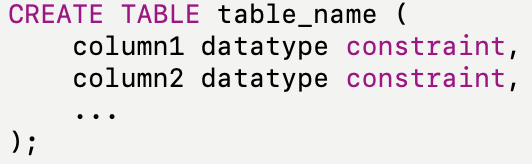 CREATE TABLE table_name (
    column1 datatype constraint,
    column2 datatype constraint,
    ...
);